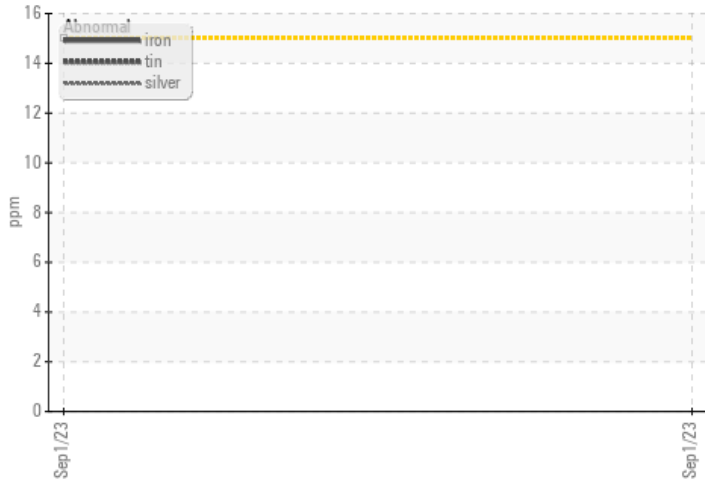 16
Abnormal
iron
tin
silver
14
12
10
8
6
4
2
0
ppm
Sep1/23
Sep1/23